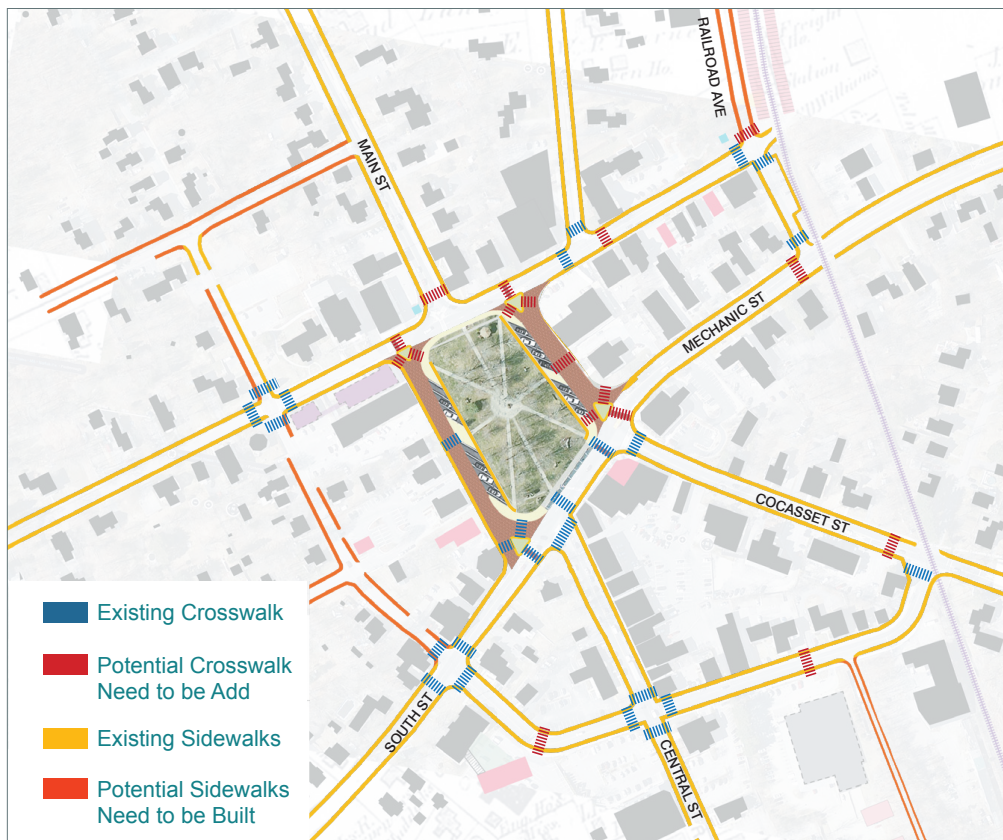 RAILROAD AVE
MAIN ST
MECHANIC ST
COCASSET ST
SOUTH ST
CENTRAL ST
Existing Crosswalk
Potential Crosswalk
Need to be Add
Existing Sidewalks
Potential Sidewalks
Need to be Built